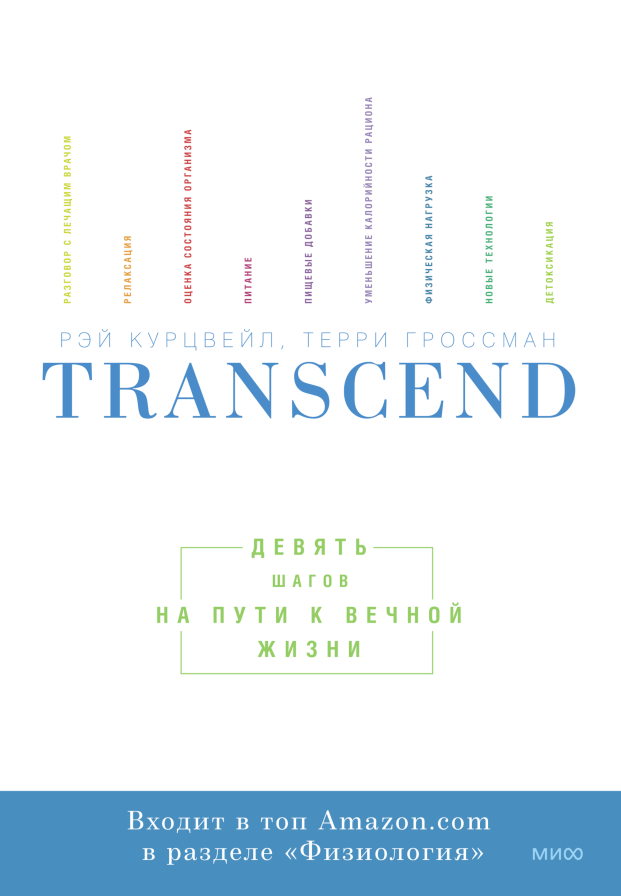 РАЗГОВОР С ЛЕЧАЩИМ ВРАЧОМ
РЕЛАКСАЦИЯ
ОЦЕНКА СОСТОЯНИЯ ОРГАНИЗМА
ПИТАНИЕ
ПИЩЕВЫЕ ДОБАВКИ
УМЕНЬШЕНИЕ КАЛОРИЙНОСТИ РАЦИОНА
ФИЗИЧЕСКАЯ НАГРУЗКА
НОВЫЕ ТЕХНОЛОГИИ
ДЕТОКСИКАЦИЯ
РЭЙ КУРЦВЕЙЛ, ТЕРРИ ГРОССМАН
TRANSCEND
ДЕВЯТЬ
ШАГОВ
НА ПУТИ К ВЕЧНОЙ
ЖИЗНИ
Входит в топ Amazon.com
в разделе «Физиология»
МИФ